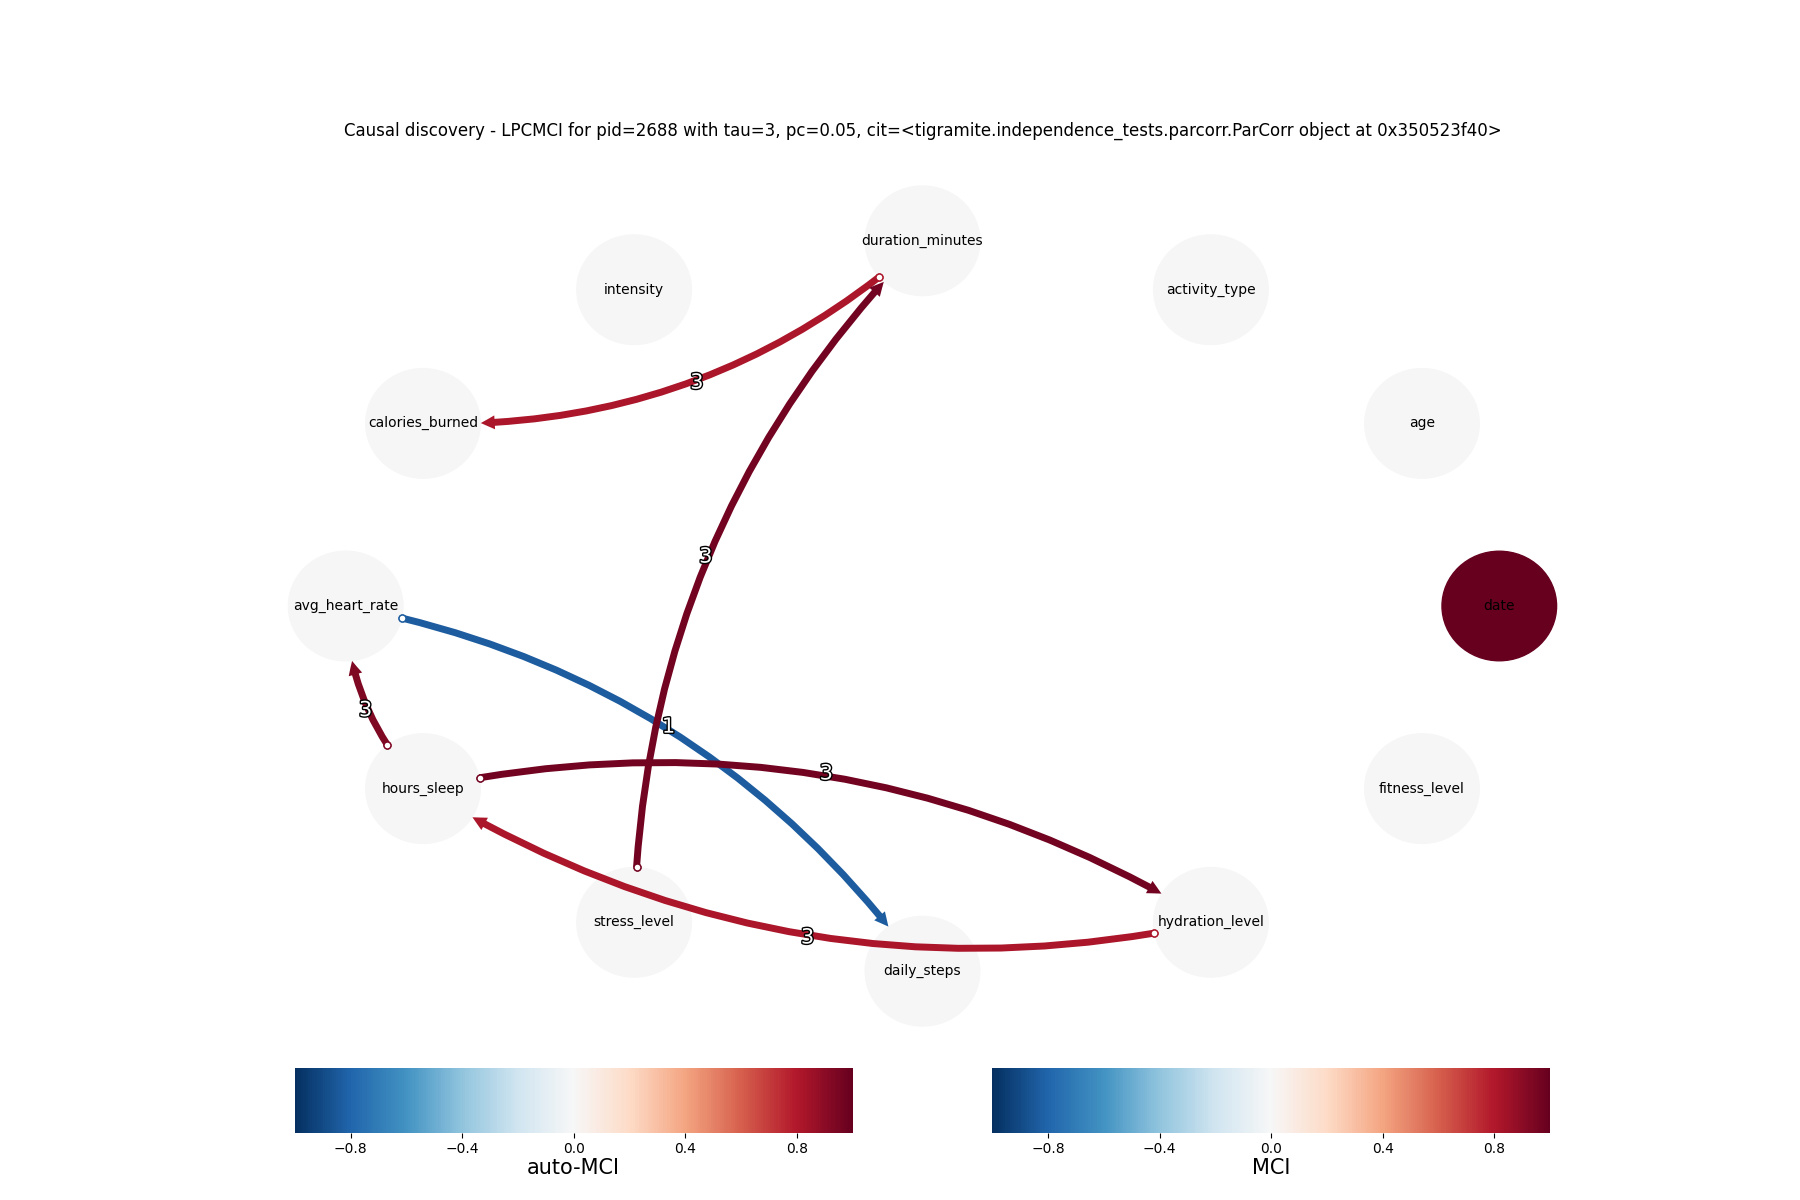 Causal discovery - LPCMCI for pid=2688 with tau=3, pc=0.05, cit=<tigramite.independence_tests.parcorr.ParCorr object at 0x350523f40>
duration_minutes
intensity
activity_type
3
calories_burned
age
3
avg_heart_rate
date
3
1
3
hours_sleep
fitness_level
stress_level
hydration_level
3
daily_steps
−0.8 −0.4 0.0 0.4 0.8
auto-MCI
−0.8 −0.4 0.0 0.4 0.8
MCI